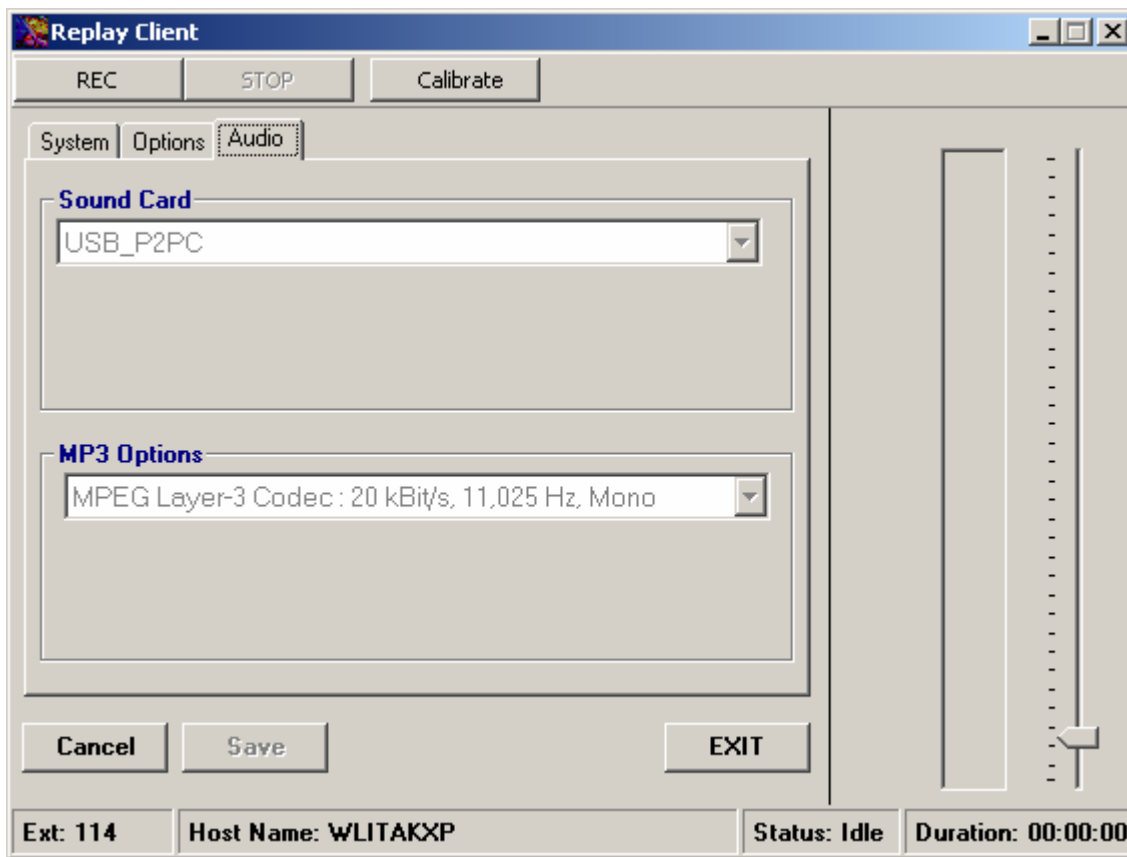 Replay Client
REC STOP Calibrate
System Options Audio
Sound Card
USB_P2PC
MP3 Options
MPEG Layer-3 Codec : 20 kBit/s, 11,025 Hz, Mono
Cancel Save EXIT
Ext: 114 Host Name: WLITAKXP Status: Idle Duration: 00:00:00